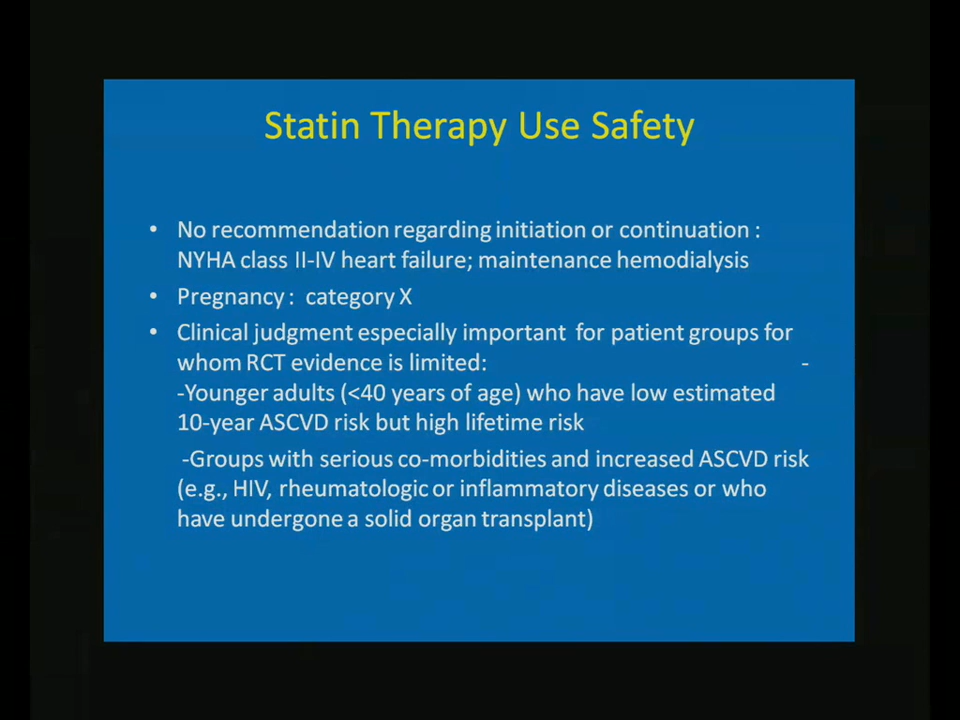 Statin Therapy Use Safety
• No recommendation regarding initiation or continuation :
NYHA class II-IV heart failure; maintenance hemodialysis
• Pregnancy : category X
• Clinical judgment especially important for patient groups for
whom RCT evidence is limited: -
-Younger adults (<40 years of age) who have low estimated
10-year ASCVD risk but high lifetime risk
-Groups with serious co-morbidities and increased ASCVD risk
(e.g., HIV, rheumatologic or inflammatory diseases or who
have undergone a solid organ transplant)